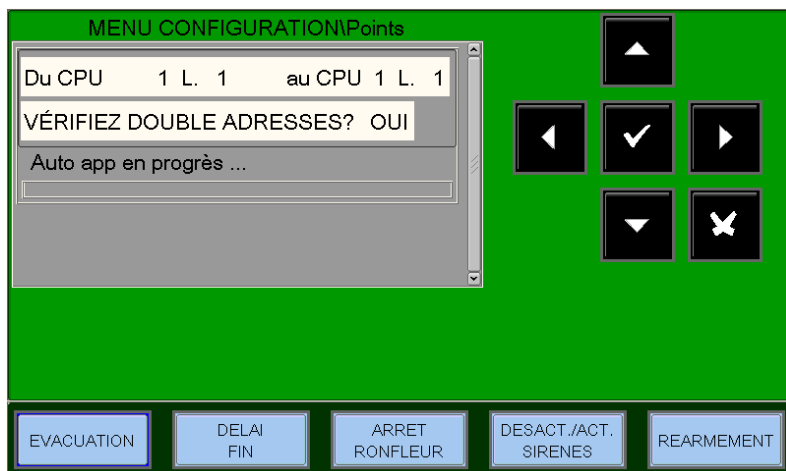 MENU CONFIGURATION\Points
Du CPU 1 L. 1 au CPU 1 L. 1
VÉRIFIEZ DOUBLE ADRESSES? OUI
Auto app en progrès ...
EVACUATION
DELAI
FIN
ARRET
RONFLEUR
DESACT./ACT.
SIRENES
REARMEMENT